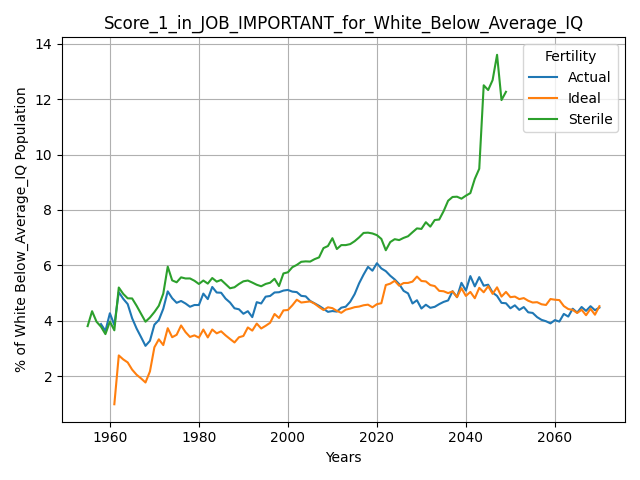 Score_1_in_JOB_IMPORTANT_for_White_Below_Average_IQ
% of White Below_Average_IQ Population
14
12
10
8
6
4
2
Fertility
Actual
Ideal
Sterile
1960 1980 2000 2020 2040 2060
Years